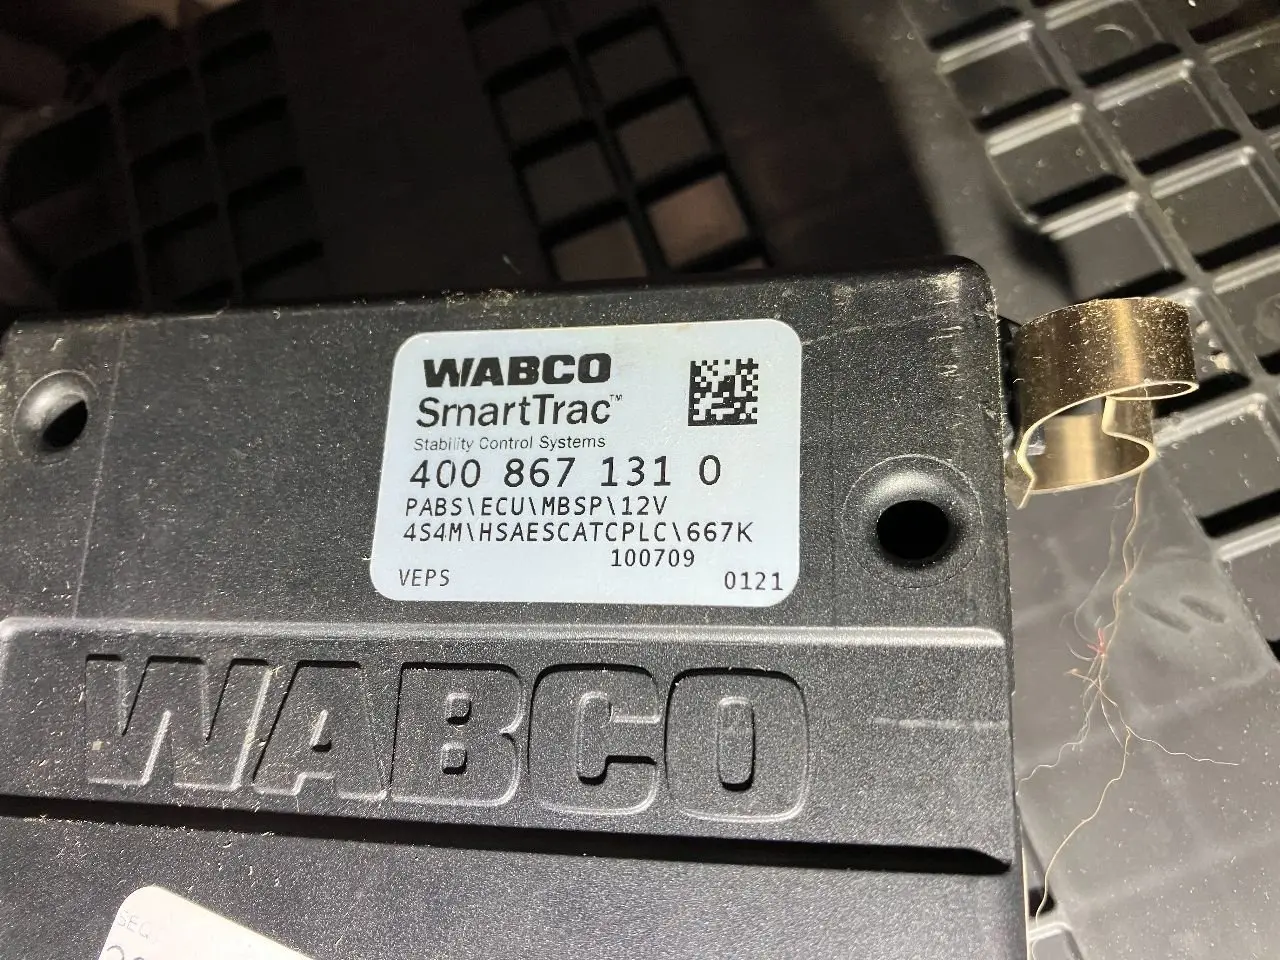 WABCO
SmartTrac™
Stability Control Systems
400 867 131 0
PABS\ECU\MBSP\12V
4S4M\HSAESCATCPLC\667K
100709
VEPS 0121
WABCO
SEQ